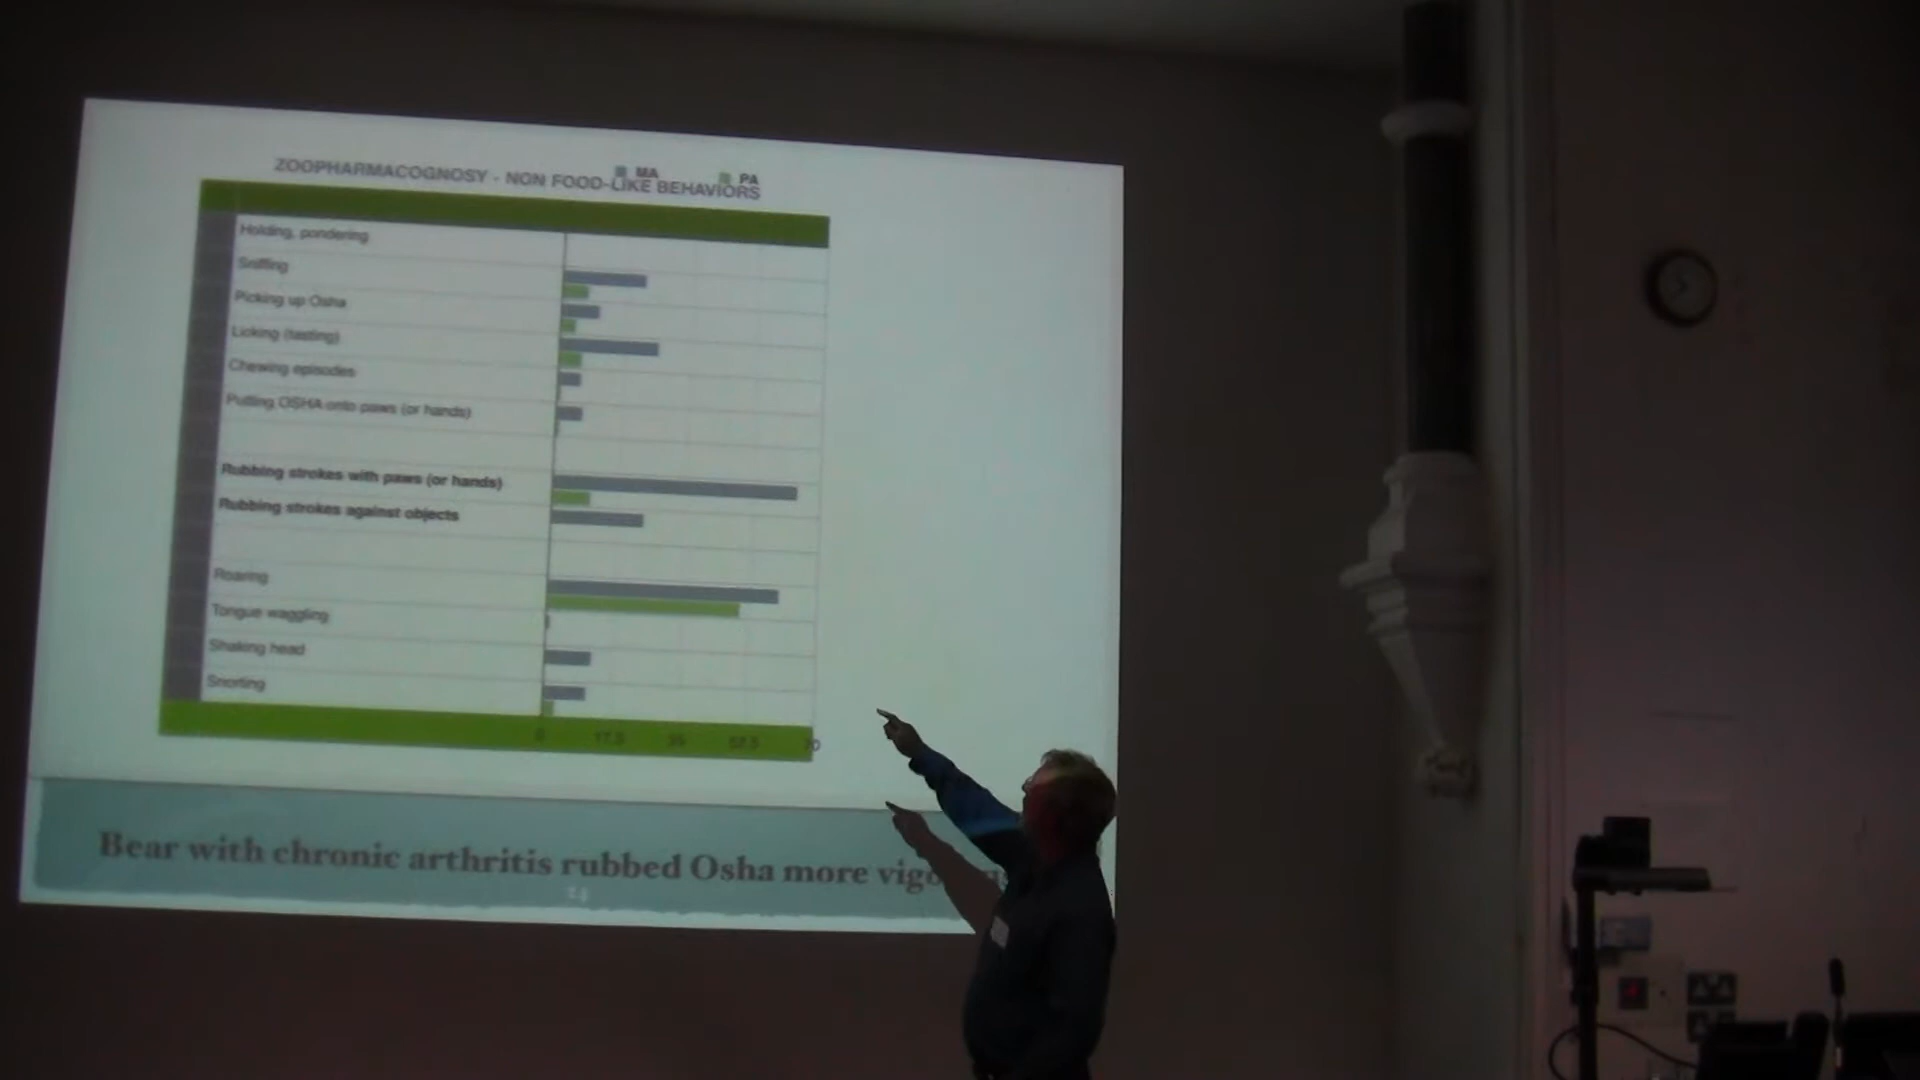 MA PA
ZOOPHARMACOGNOSY - NON FOOD-LIKE BEHAVIORS
Holding, pondering
Sniffing
Picking up Osha
Licking (tasting)
Chewing episodes
Putting OSHA onto paws (or hands)
Rubbing strokes with paws (or hands)
Rubbing strokes against objects
Roaring
Tongue waggling
Shaking head
Snorting
0 17.5 35 52.5 70
Bear with chronic arthritis rubbed Osha more